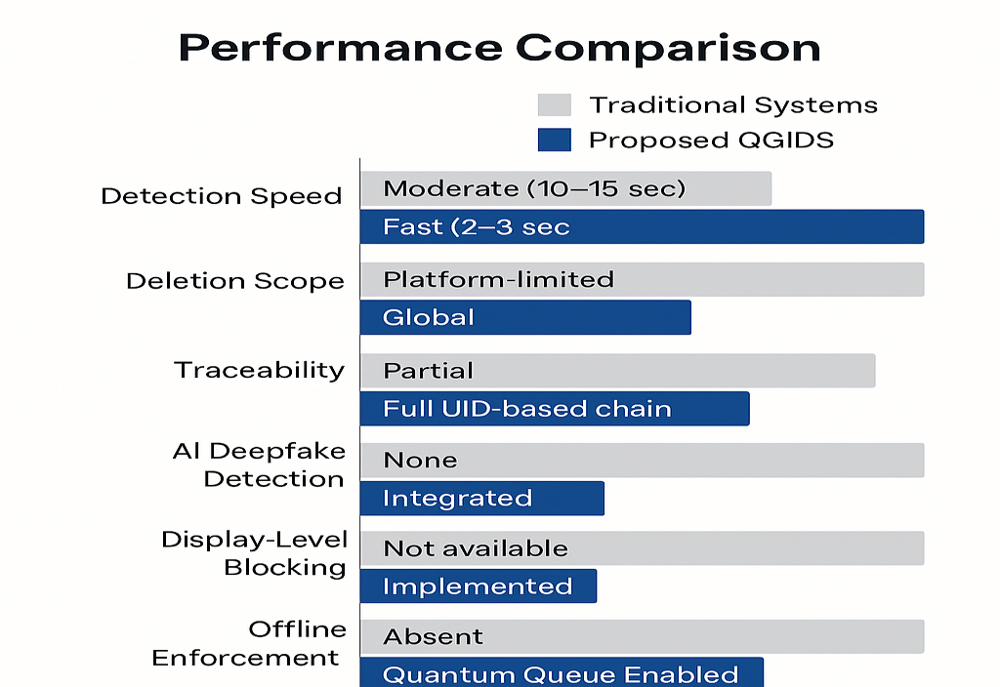 Performance Comparison
Traditional Systems
Proposed QGIDS
Detection Speed
Moderate (10–15 sec)
Fast (2–3 sec
Deletion Scope
Platform-limited
Global
Traceability
Partial
Full UID-based chain
AI Deepfake
Detection
None
Integrated
Display-Level
Blocking
Not available
Implemented
Offline
Enforcement
Absent
Quantum Queue Enabled